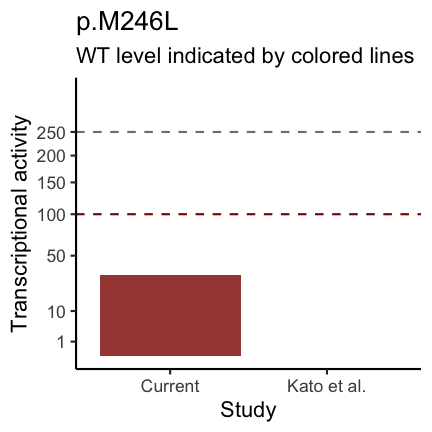 p.M246L
WT level indicated by colored lines
Transcriptional activity
250
200
150
100
50
10
1
Current
Kato et al.
Study